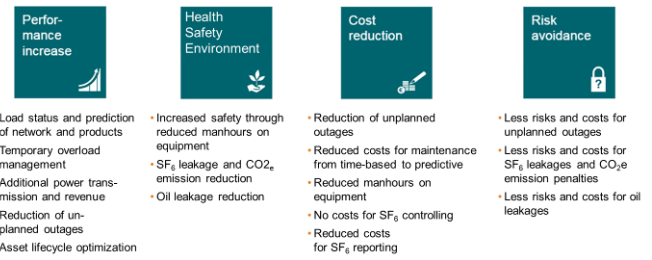 Perfor-
mance
increase
Health
Safety
Environment
Cost
reduction
Risk
avoidance
?
Load status and prediction
of network and products
Temporary overload
management
Additional power trans-
mission and revenue
Reduction of un-
planned outages
Asset lifecycle optimization
• Increased safety through
reduced manhours on
equipment
• SF₆ leakage and CO2ₑ
emission reduction
• Oil leakage reduction
• Reduction of unplanned
outages
• Reduced costs for maintenance
from time-based to predictive
• Reduced manhours on
equipment
• No costs for SF₆ controlling
• Reduced costs
for SF₆ reporting
• Less risks and costs for
unplanned outages
• Less risks and costs for
SF₆ leakages and CO₂e
emission penalties
• Less risks and costs for oil
leakages